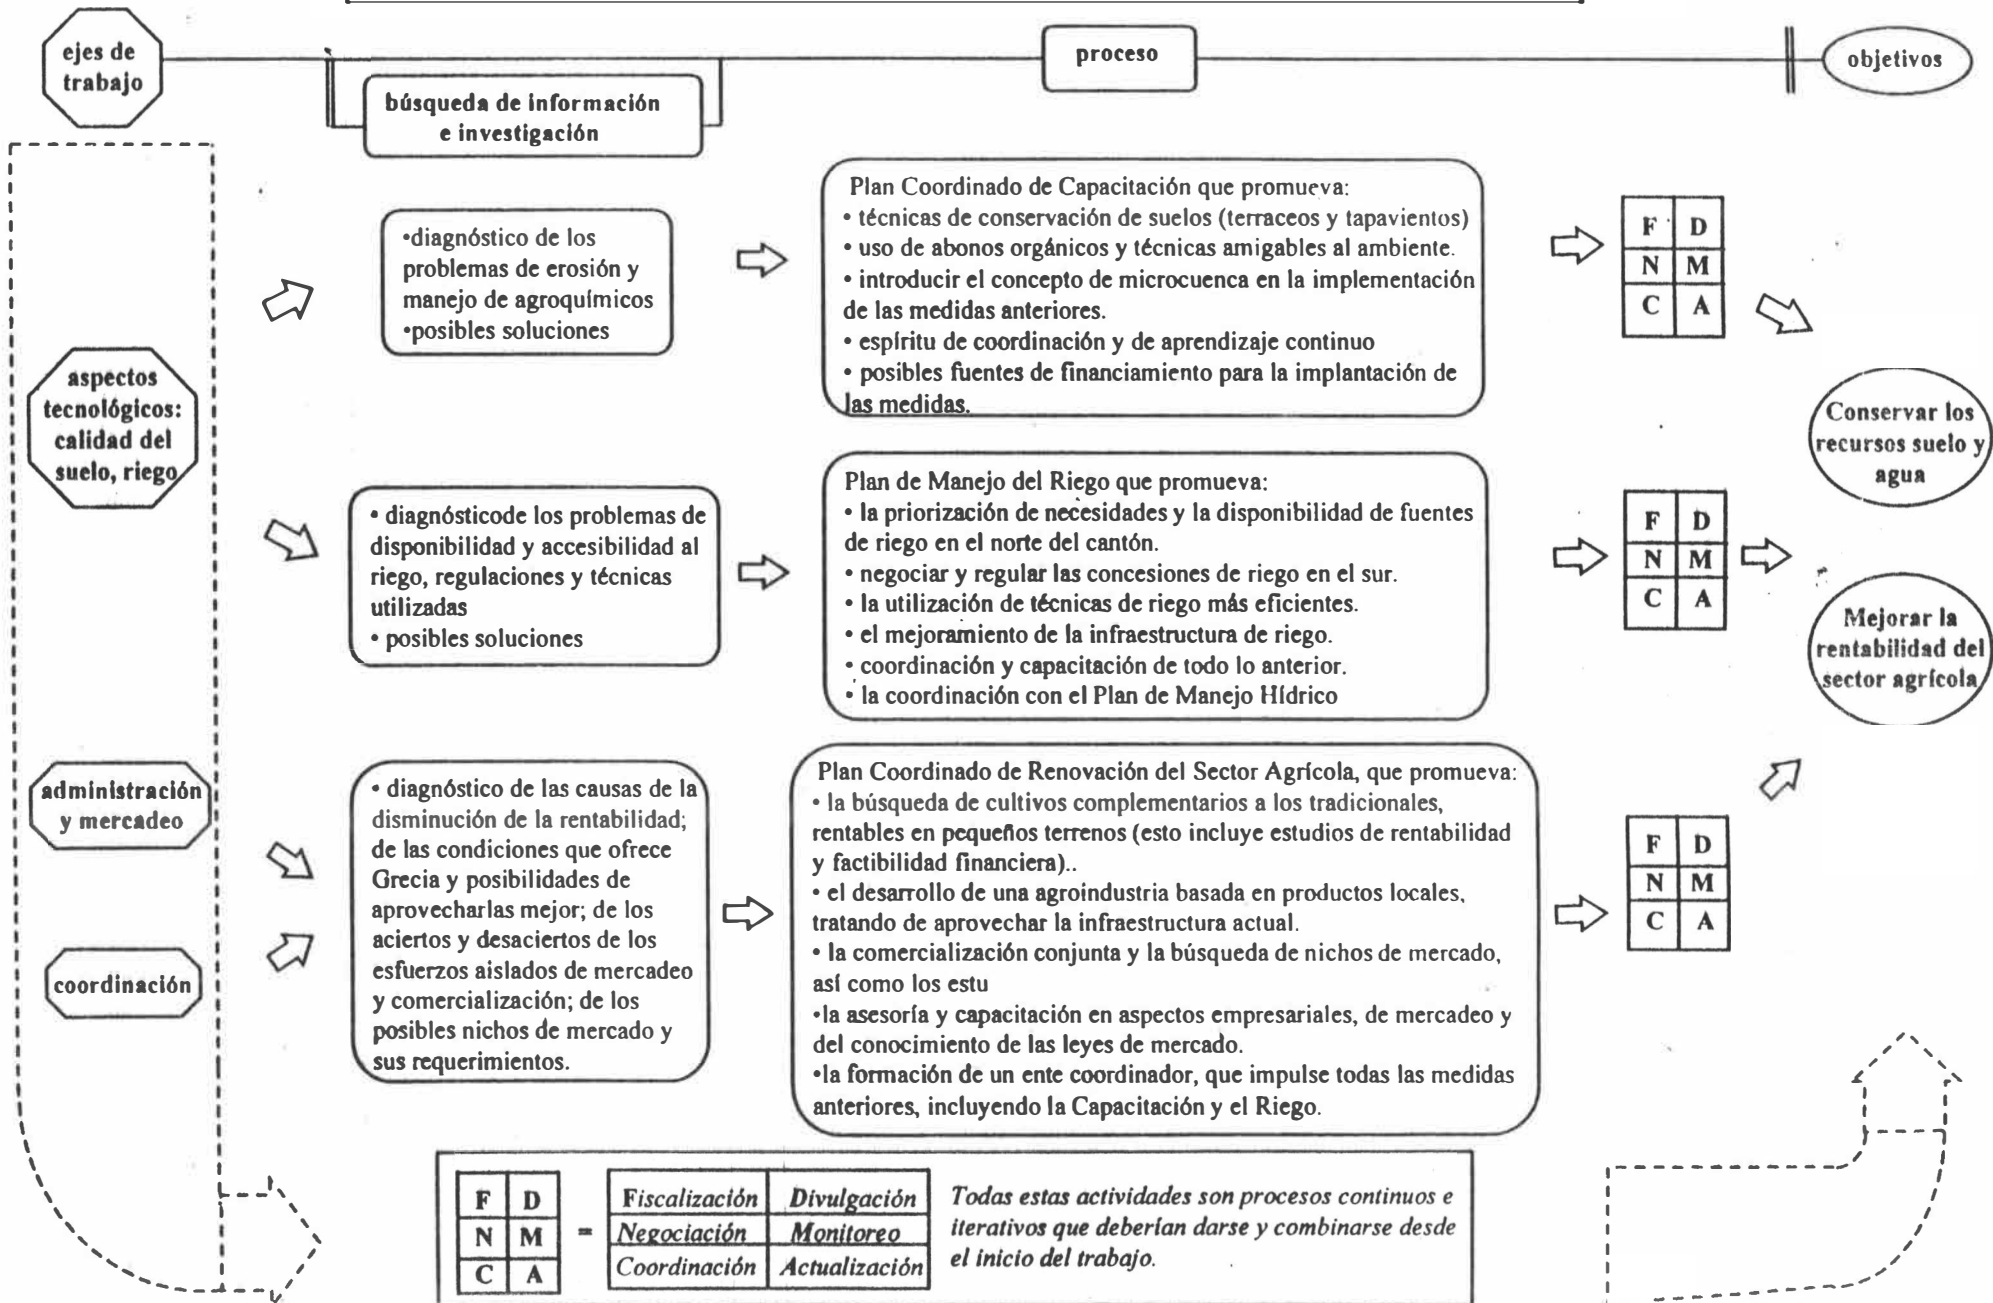 ejes de
trabajo
búsqueda de información
e investigación
proceso
objetivos
aspectos
tecnológicos:
calidad del
suelo, riego
•diagnóstico de los
problemas de erosión y
manejo de agroquímicos
•posibles soluciones
Plan Coordinado de Capacitación que promueva:
• técnicas de conservación de suelos (terraceos y tapavientos)
• uso de abonos orgánicos y técnicas amigables al ambiente.
• introducir el concepto de microcuenca en la implementación
de las medidas anteriores.
• espíritu de coordinación y de aprendizaje continuo
• posibles fuentes de financiamiento para la implantación de
las medidas.
F D
N M
C A
• diagnósticode los problemas de
disponibilidad y accesibilidad al
riego, regulaciones y técnicas
utilizadas
• posibles soluciones
Plan de Manejo del Riego que promueva:
• la priorización de necesidades y la disponibilidad de fuentes
de riego en el norte del cantón.
• negociar y regular las concesiones de riego en el sur.
• la utilización de técnicas de riego más eficientes.
• el mejoramiento de la infraestructura de riego.
• coordinación y capacitación de todo lo anterior.
• la coordinación con el Plan de Manejo Hídrico
F D
N M
C A
Conservar los
recursos suelo y
agua
Mejorar la
rentabilidad del
sector agrícola
administración
y mercadeo
coordinación
• diagnóstico de las causas de la
disminución de la rentabilidad;
de las condiciones que ofrece
Grecia y posibilidades de
aprovecharlas mejor; de los
aciertos y desaciertos de los
esfuerzos aislados de mercadeo
y comercialización; de los
posibles nichos de mercado y
sus requerimientos.
Plan Coordinado de Renovación del Sector Agrícola, que promueva:
• la búsqueda de cultivos complementarios a los tradicionales,
rentables en pequeños terrenos (esto incluye estudios de rentabilidad
y factibilidad financiera)..
• el desarrollo de una agroindustria basada en productos locales,
tratando de aprovechar la infraestructura actual.
• la comercialización conjunta y la búsqueda de nichos de mercado,
así como los estu
•la asesoría y capacitación en aspectos empresariales, de mercadeo y
del conocimiento de las leyes de mercado.
•la formación de un ente coordinador, que impulse todas las medidas
anteriores, incluyendo la Capacitación y el Riego.
F D
N M
C A
F D
N M
C A
=
Fiscalización Divulgación
Negociación Monitoreo
Coordinación Actualización
Todas estas actividades son procesos continuos e
iterativos que deberían darse y combinarse desde
el inicio del trabajo.